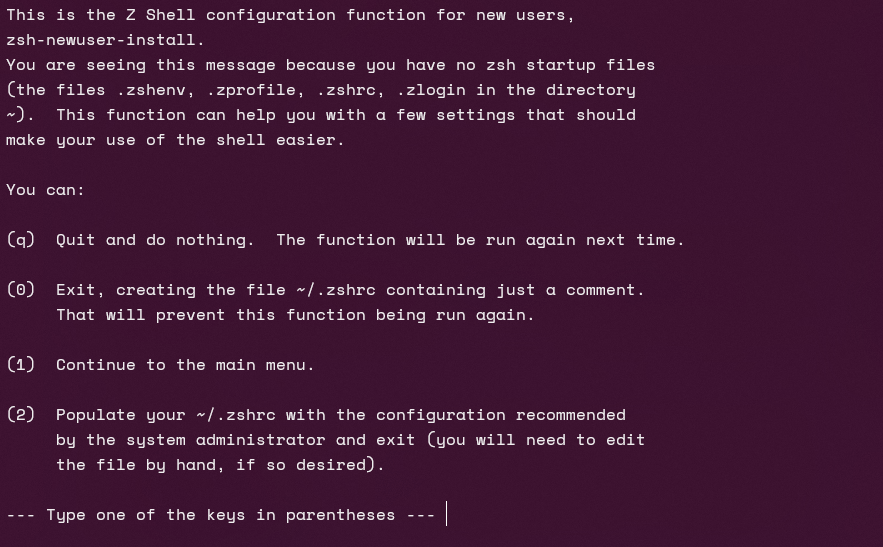 This is the Z Shell configuration function for new users,
zsh-newuser-install.
You are seeing this message because you have no zsh startup files
(the files .zshenv, .zprofile, .zshrc, .zlogin in the directory
~).  This function can help you with a few settings that should
make your use of the shell easier.

You can:

(q)  Quit and do nothing.  The function will be run again next time.

(0)  Exit, creating the file ~/.zshrc containing just a comment.
     That will prevent this function being run again.

(1)  Continue to the main menu.

(2)  Populate your ~/.zshrc with the configuration recommended
     by the system administrator and exit (you will need to edit
     the file by hand, if so desired).

--- Type one of the keys in parentheses ---